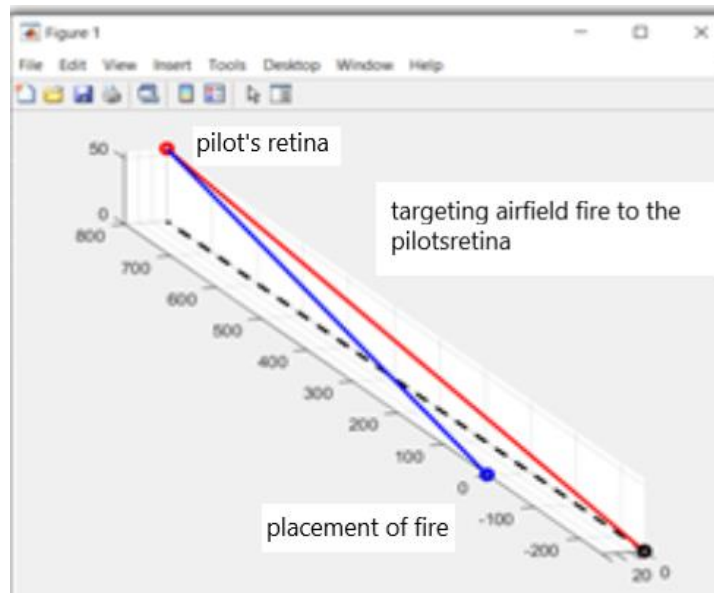 Figure 1
File Edit View Insert Tools Desktop Window Help
pilot's retina
targeting airfield fire to the
pilotsretina
50
0
800
700
600
500
400
300
200
100
0
-100
-200
20 0
placement of fire